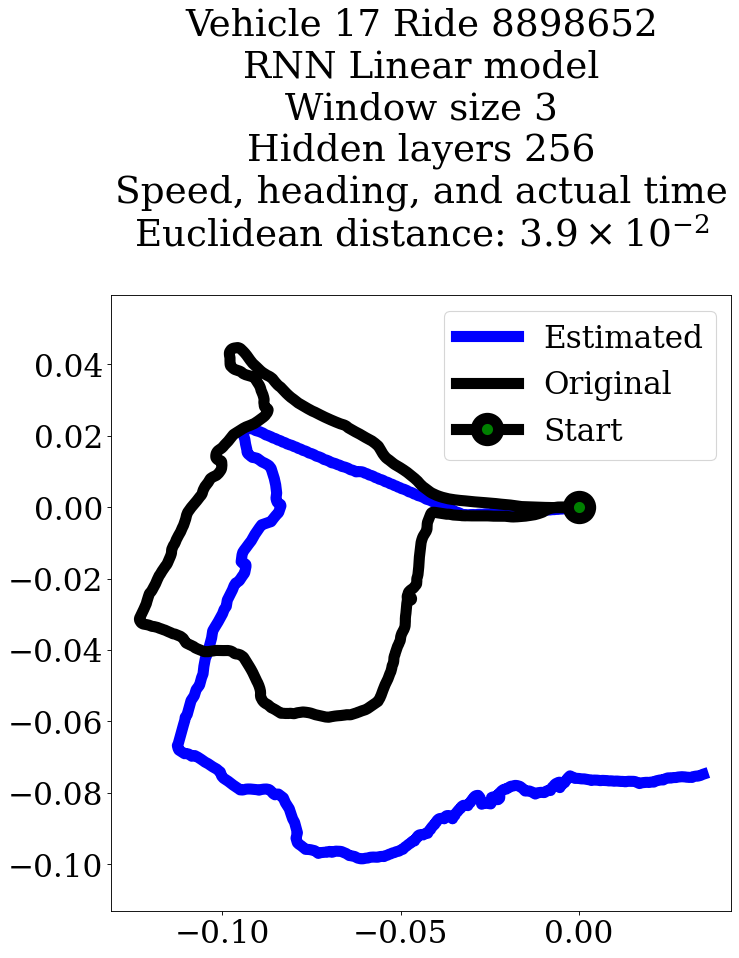 Vehicle 17 Ride 8898652
RNN Linear model
Window size 3
Hidden layers 256
Speed, heading, and actual time
Euclidean distance: 3.9 × 10⁻²
Estimated
Original
Start
0.04
0.02
0.00
−0.02
−0.04
−0.06
−0.08
−0.10
−0.10 −0.05 0.00